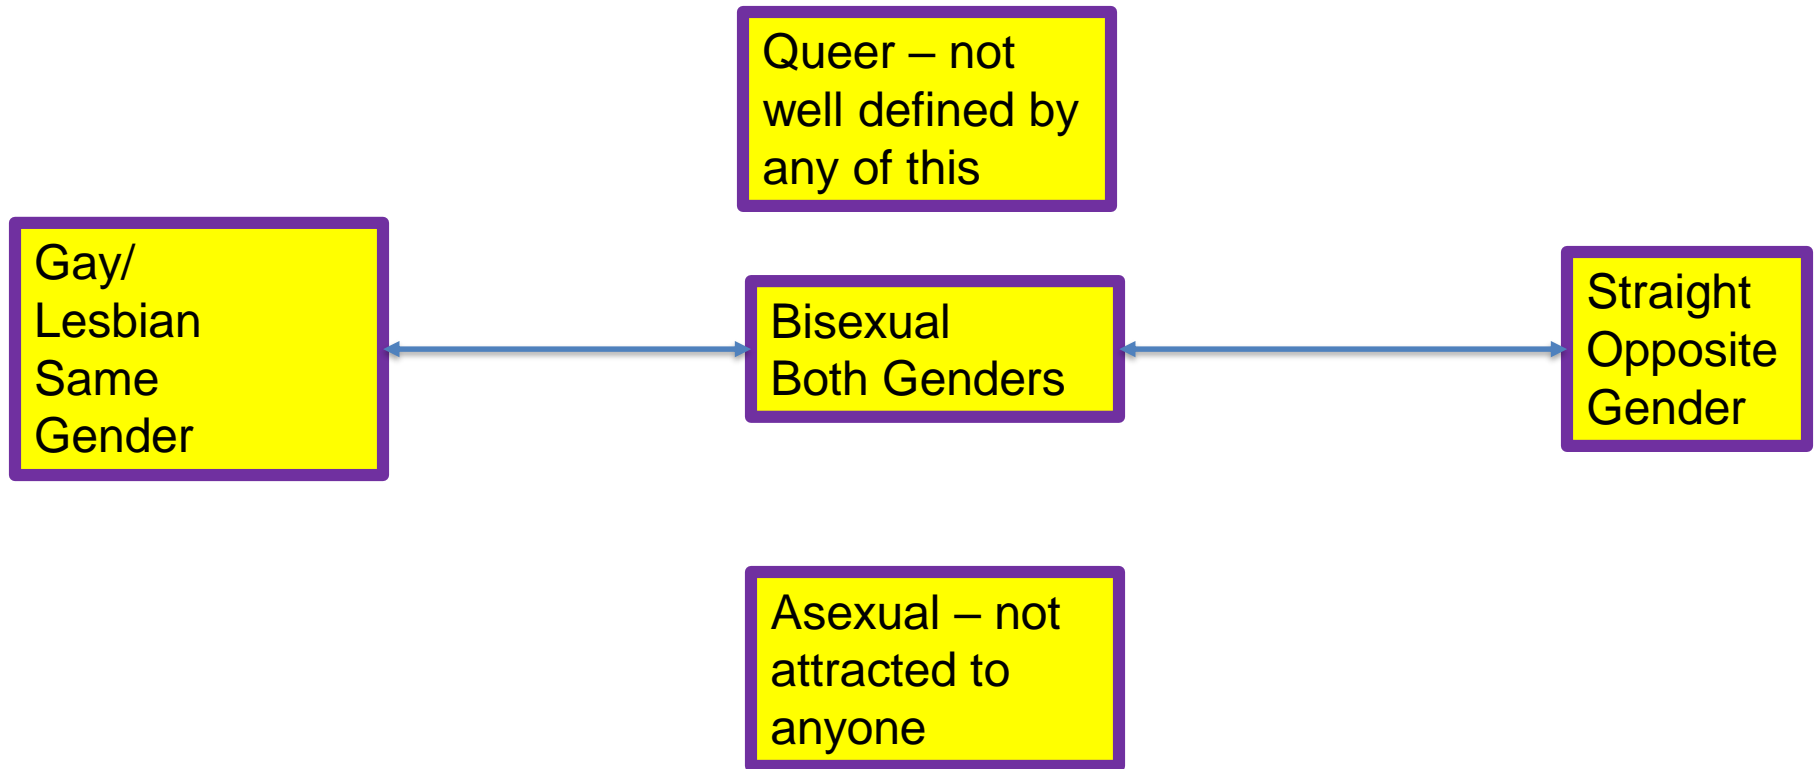 Queer – not
well defined by
any of this
Gay/
Lesbian
Same
Gender
Bisexual
Both Genders
Straight
Opposite
Gender
Asexual – not
attracted to
anyone